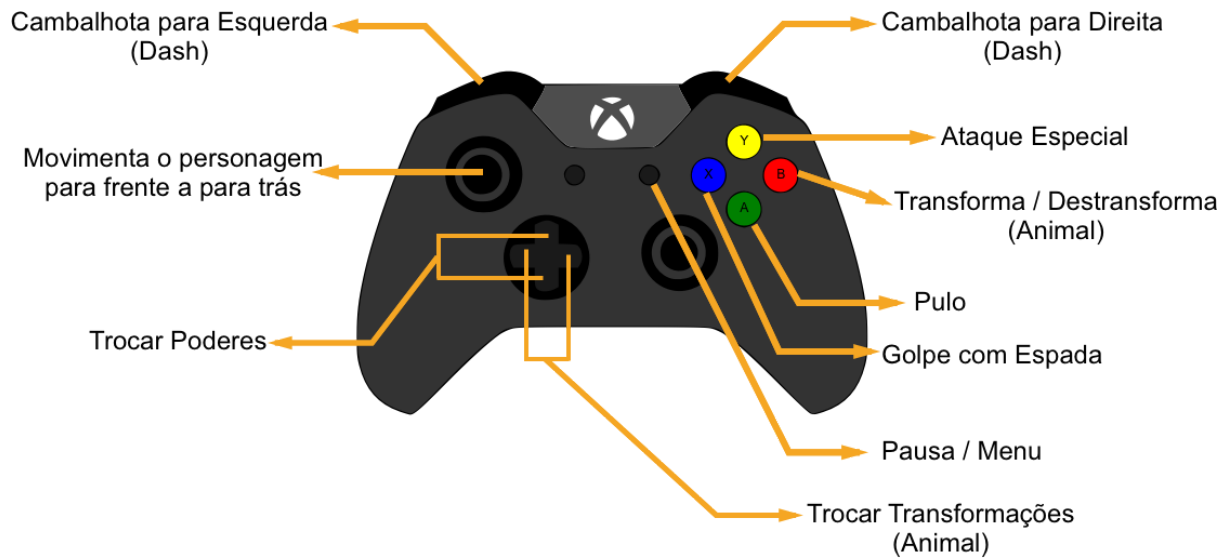 Cambalhota para Esquerda
(Dash)
Cambalhota para Direita
(Dash)
Y
Ataque Especial
Movimenta o personagem
para frente a para trás
X
B
Transforma / Destransforma
(Animal)
A
Pulo
Trocar Poderes
Golpe com Espada
Pausa / Menu
Trocar Transformações
(Animal)